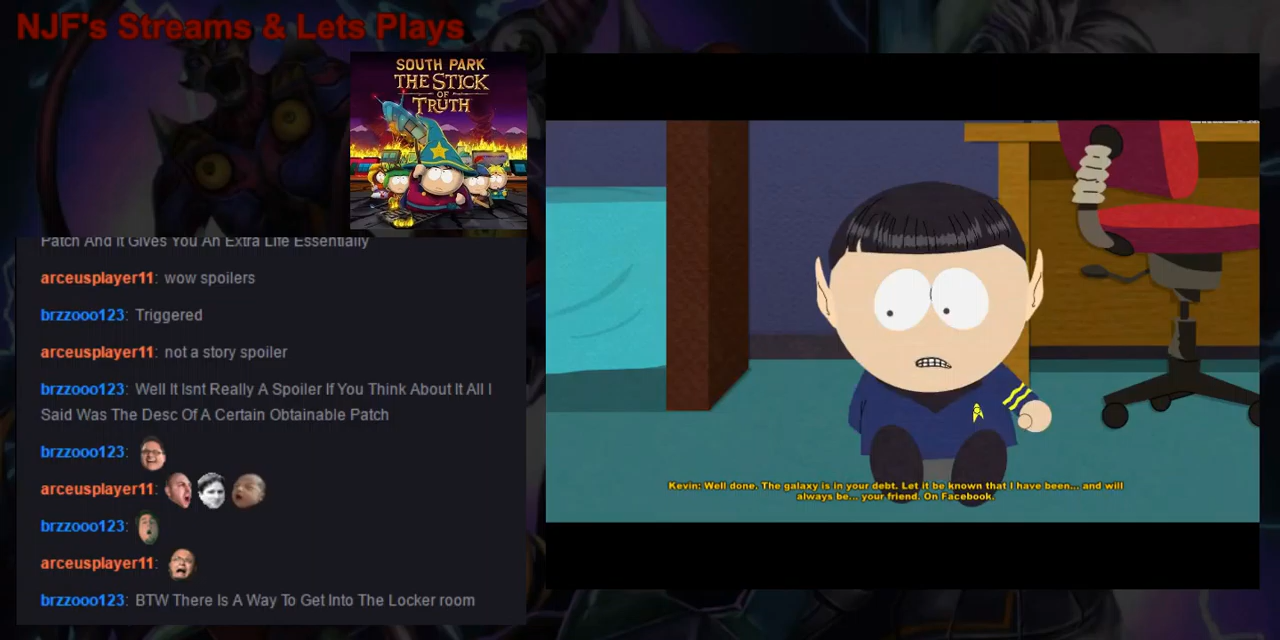 NJF's Streams & Lets Plays
SOUTH PARK
THE STICK
OF
TRUTH
Patch And It Gives You An Extra Life Essentially
arceusplayer11: wow spoilers
brzzooo123: Triggered
arceusplayer11: not a story spoiler
brzzooo123: Well It Isnt Really A Spoiler If You Think About It All I
Said Was The Desc Of A Certain Obtainable Patch
brzzooo123:
arceusplayer11:
brzzooo123:
arceusplayer11:
brzzooo123: BTW There Is A Way To Get Into The Locker room
Kevin: Well done. The galaxy is in your debt. Let it be known that I have been... and will
always be... your friend. On Facebook.